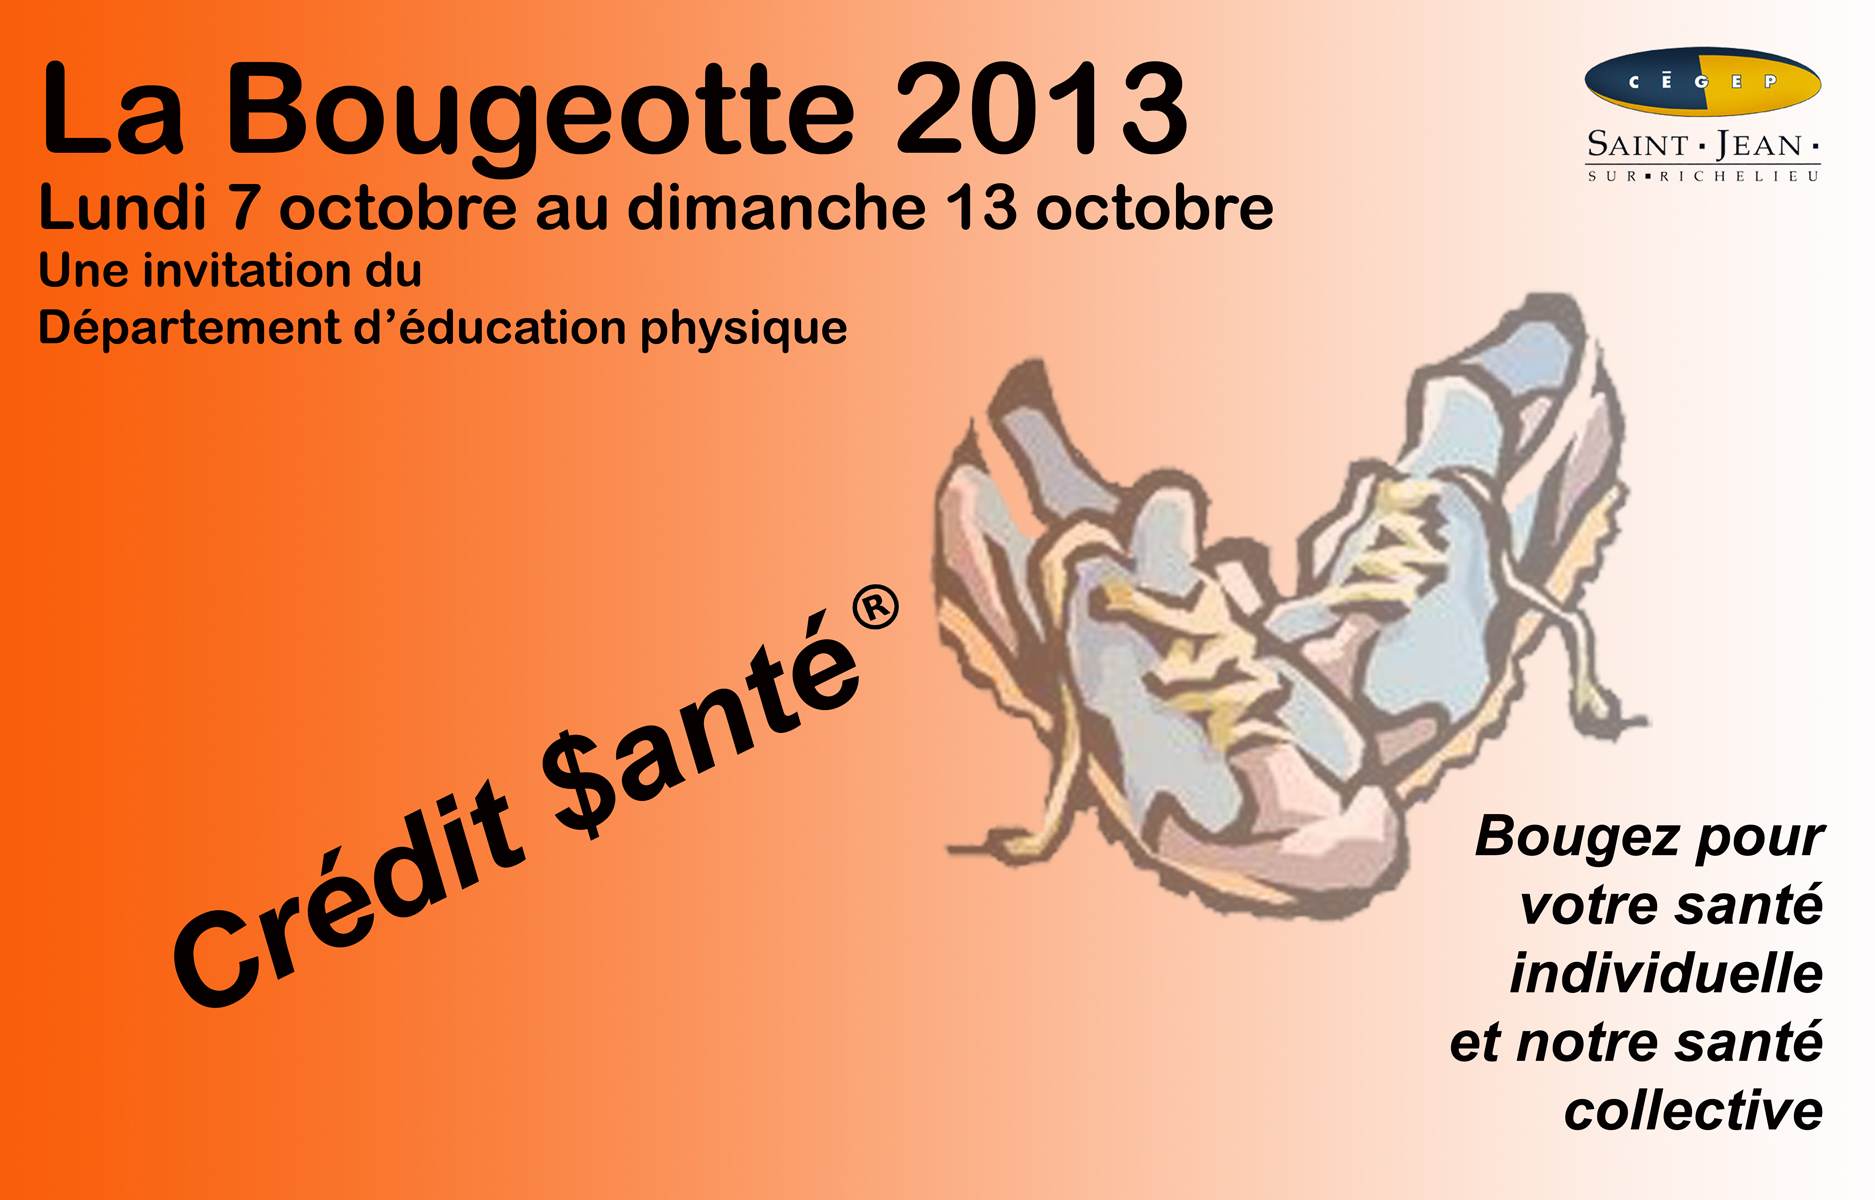 La Bougeotte 2013
Lundi 7 octobre au dimanche 13 octobre
Une invitation du
Département d’éducation physique
CÉGEP
SAINT·JEAN·
SUR·RICHELIEU
Crédit $anté®
Bougez pour
votre santé
individuelle
et notre santé
collective